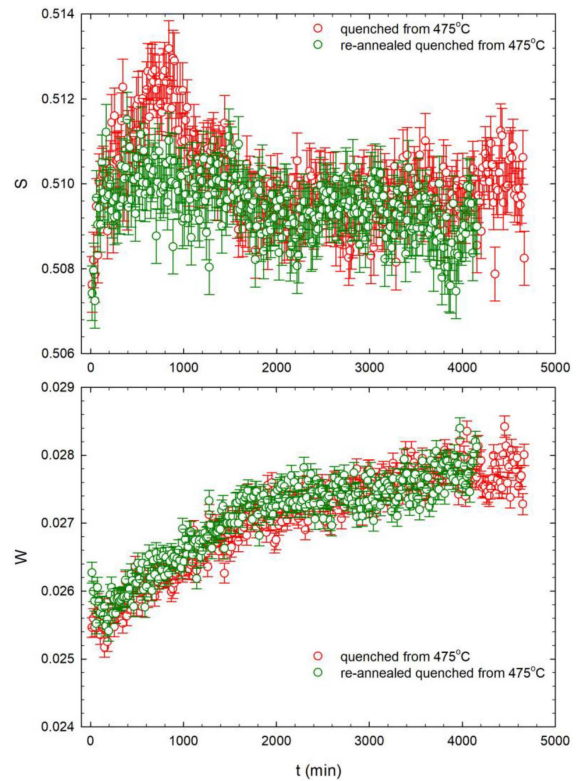 0.514
quenched from 475°C
re-annealed quenched from 475°C
0.512
S
0.510
0.508
0.506
0 1000 2000 3000 4000 5000
0.029
0.028
0.027
W
0.026
quenched from 475°C
re-annealed quenched from 475°C
0.025
0.024
0 1000 2000 3000 4000 5000
t (min)